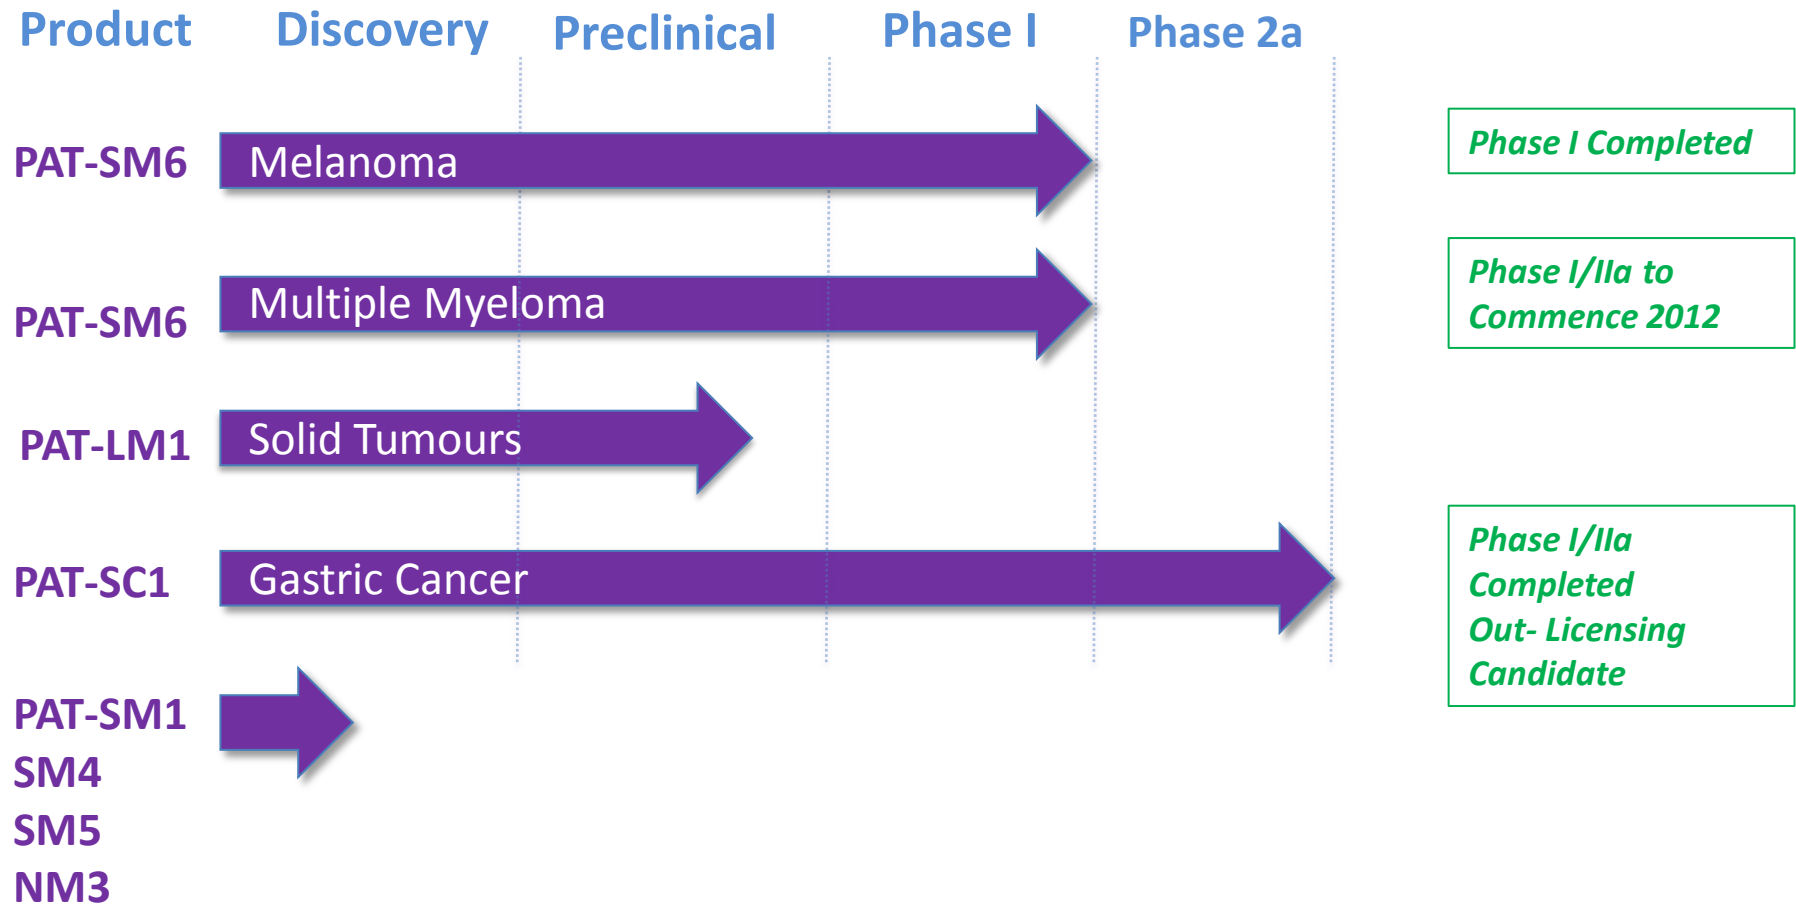 Product Discovery Preclinical Phase I Phase 2a
PAT-SM6 Melanoma Phase I Completed
PAT-SM6 Multiple Myeloma Phase I/IIa to
Commence 2012
PAT-LM1 Solid Tumours
PAT-SC1 Gastric Cancer Phase I/IIa
Completed
Out- Licensing
Candidate
PAT-SM1
SM4
SM5
NM3